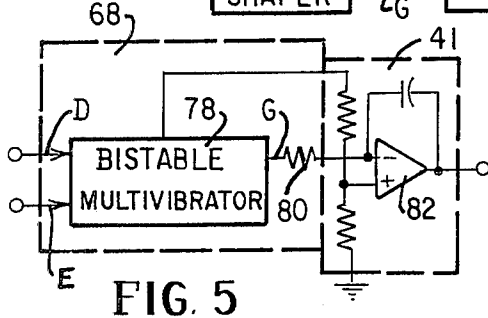 SHAPER
G
68
41
D
78
G
BISTABLE
MULTIVIBRATOR
80
-
+
82
E
FIG. 5